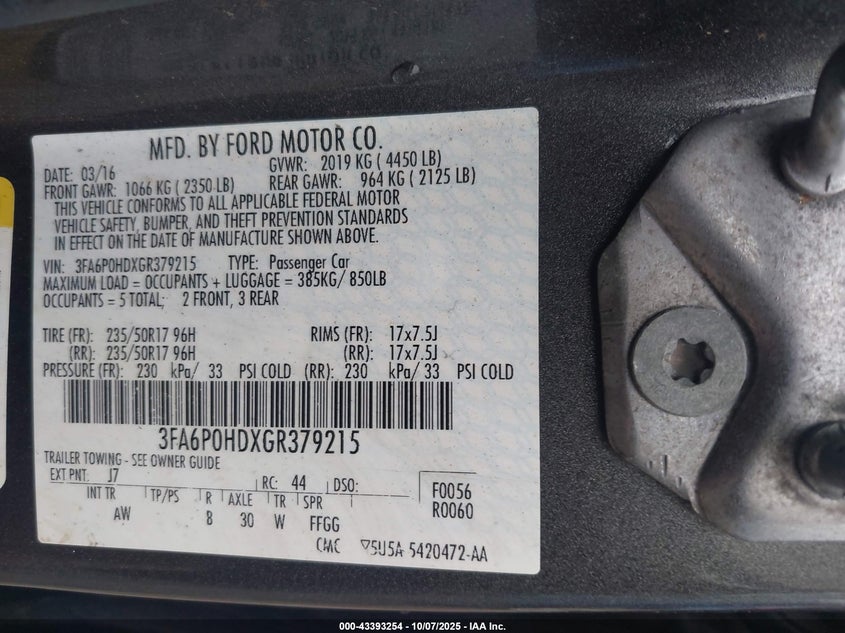 MFD. BY FORD MOTOR CO.
DATE: 03/16 GVWR: 2019 KG ( 4450 LB)
FRONT GAWR: 1066 KG ( 2350 LB) REAR GAWR: 964 KG ( 2125 LB)
THIS VEHICLE CONFORMS TO ALL APPLICABLE FEDERAL MOTOR
VEHICLE SAFETY, BUMPER, AND THEFT PREVENTION STANDARDS
IN EFFECT ON THE DATE OF MANUFACTURE SHOWN ABOVE.
VIN: 3FA6P0HDXGR379215 TYPE: Passenger Car
MAXIMUM LOAD = OCCUPANTS + LUGGAGE = 385KG/ 850LB
OCCUPANTS = 5 TOTAL; 2 FRONT, 3 REAR
TIRE (FR): 235/50R17 96H RIMS (FR): 17x7.5J
(RR): 235/50R17 96H (RR): 17x7.5J
PRESSURE (FR): 230 kPa/ 33 PSI COLD (RR): 230 kPa/ 33 PSI COLD
3FA6P0HDXGR379215
TRAILER TOWING - SEE OWNER GUIDE
EXT PNT: J7 RC: 44 DSO: F0056
INT TR TP/PS R AXLE TR SPR R0060
AW 8 30 W FFGG
CMC 5U5A 5420472-AA
000-43393254 | 10/07/2025 - IAA Inc.